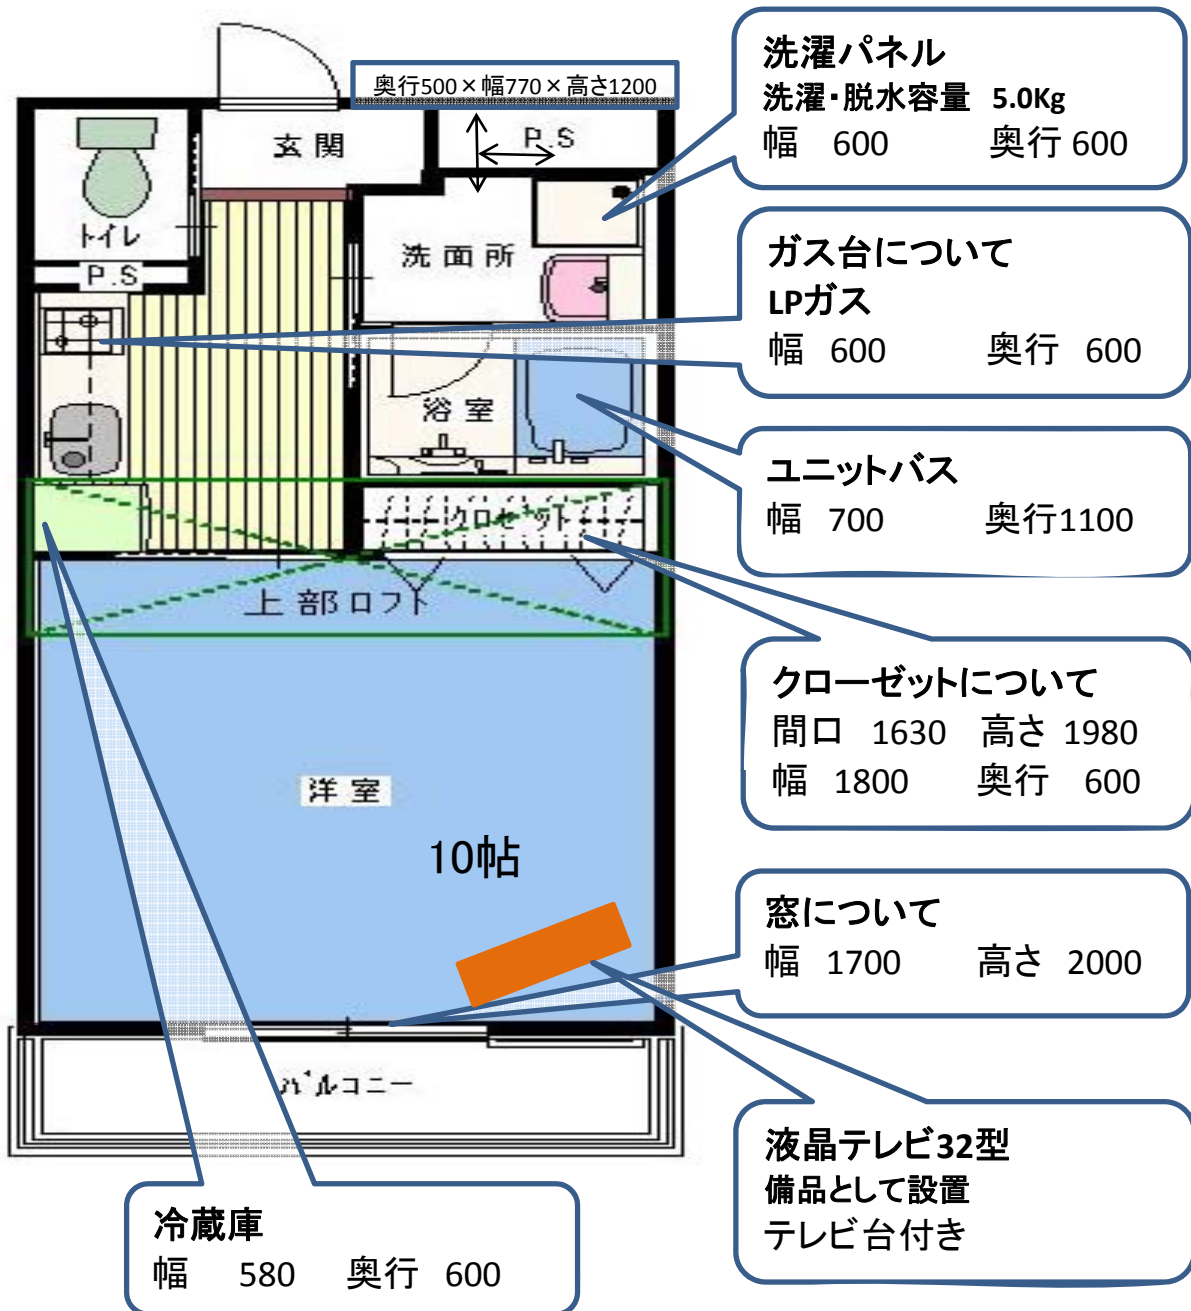 奥行500×幅770×高さ1200
玄関
P.S
トイレ
P.S
洗面所
浴室
クロゼット
上部ロフト
洋室
10帖
バルコニー
洗濯パネル
洗濯・脱水容量 5.0Kg
幅 600 奥行 600
ガス台について
LPガス
幅 600 奥行 600
ユニットバス
幅 700 奥行1100
クローゼットについて
間口 1630 高さ 1980
幅 1800 奥行 600
窓について
幅 1700 高さ 2000
液晶テレビ32型
備品として設置
テレビ台付き
冷蔵庫
幅 580 奥行 600